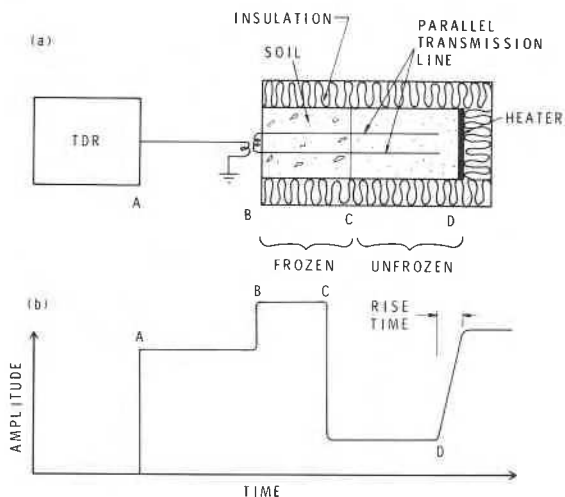 INSULATION
PARALLEL
TRANSMISSION
LINE
(a)
SOIL
TDR
HEATER
A
B
C
D
FROZEN
UNFROZEN
(b)
B
C
RISE
TIME
A
AMPLITUDE
D
TIME